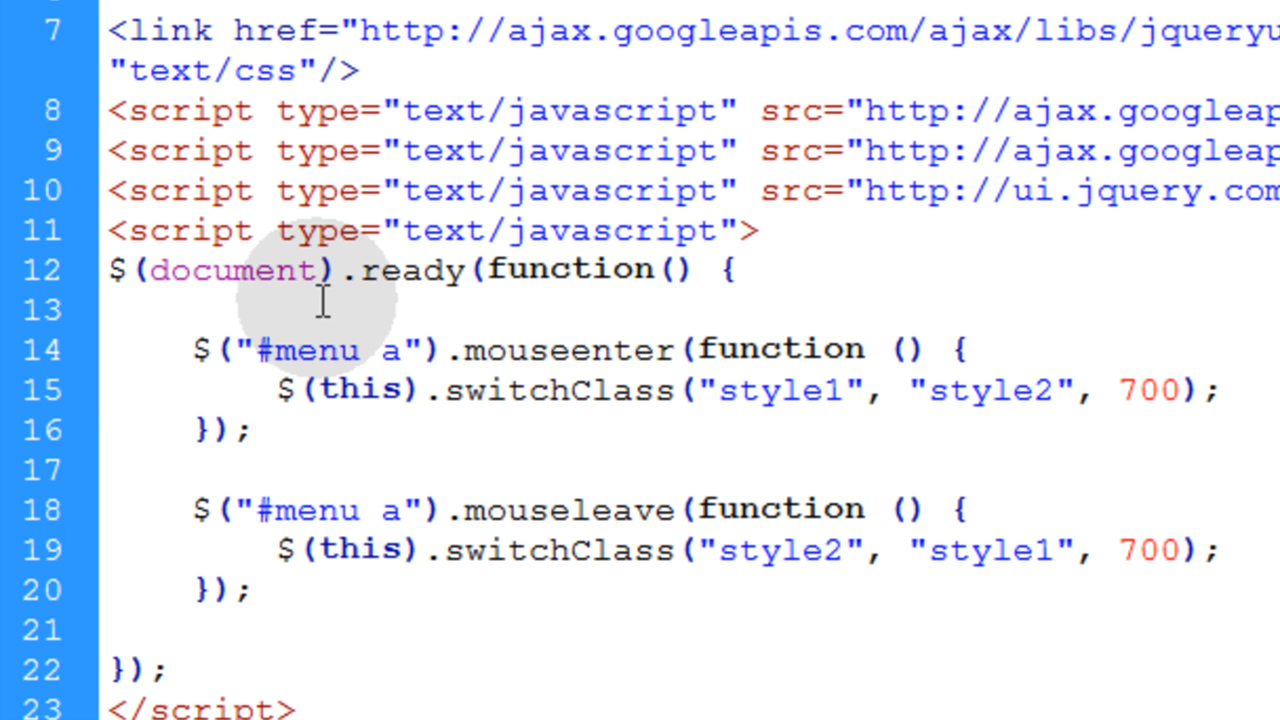 7 <link href="http://ajax.googleapis.com/ajax/libs/jqueryu
"text/css"/>
8 <script type="text/javascript" src="http://ajax.googleap
9 <script type="text/javascript" src="http://ajax.googleap
10 <script type="text/javascript" src="http://ui.jquery.com
11 <script type="text/javascript">
12 $(document).ready(function() {
13
14 $("#menu a").mouseenter(function () {
15 $(this).switchClass("style1", "style2", 700);
16 });
17
18 $("#menu a").mouseleave(function () {
19 $(this).switchClass("style2", "style1", 700);
20 });
21
22 });
23 </script>